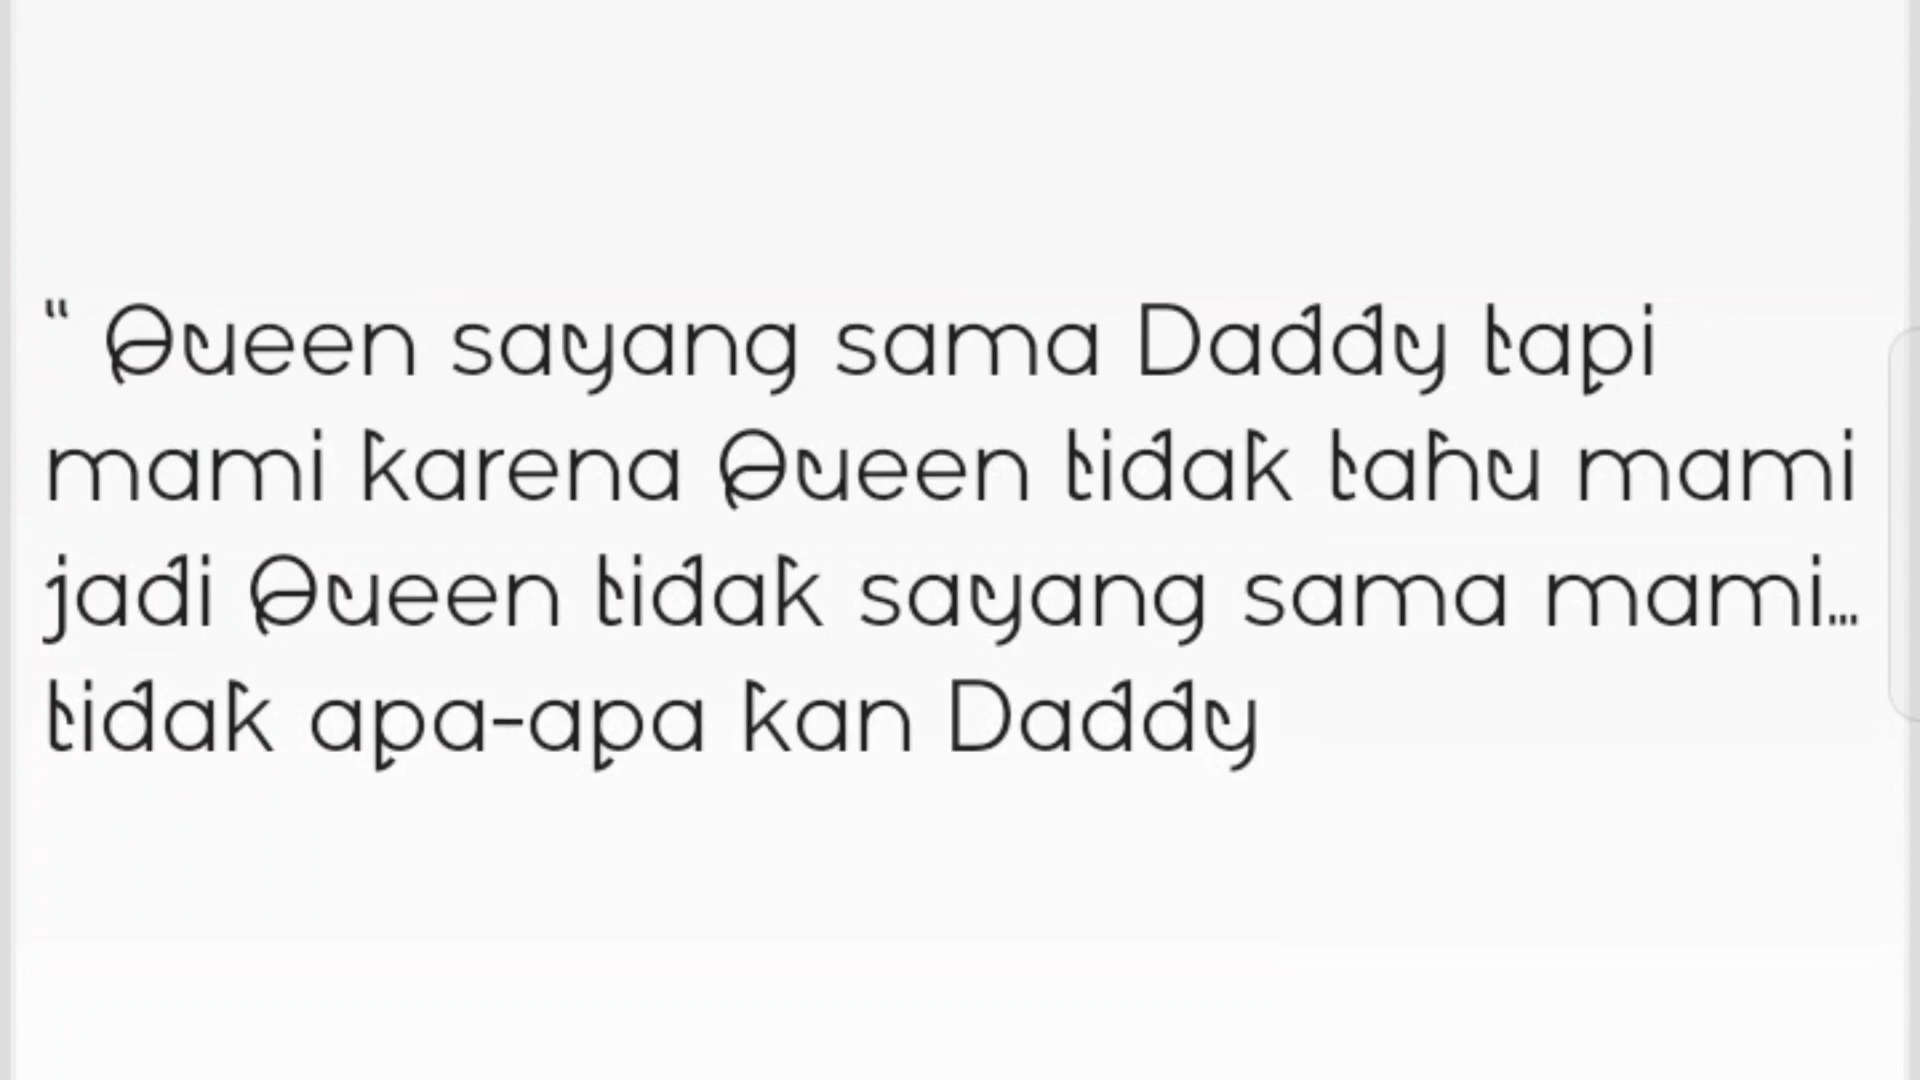 “ Queen sayang sama Daddy tapi
mami karena Queen tidak tahu mami
jadi Queen tidak sayang sama mami...
tidak apa-apa kan Daddy